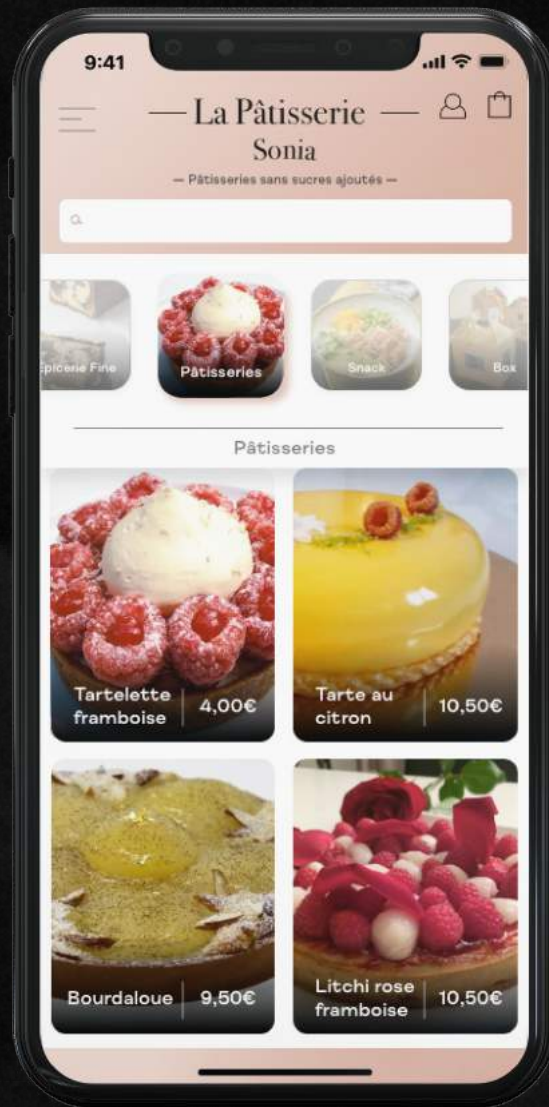 9:41
— La Pâtisserie —
Sonia
— Pâtisseries sans sucres ajoutés —
Epicerie Fine
Pâtisseries
Snack
Box
Pâtisseries
Tartelette
framboise
4,00€
Tarte au
citron
10,50€
Bourdaloue
9,50€
Litchi rose
framboise
10,50€